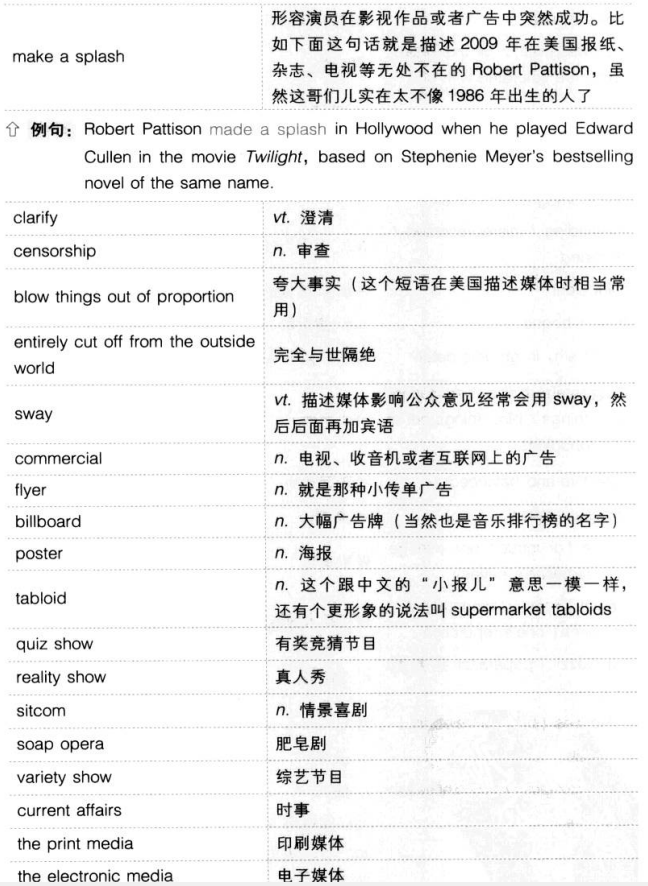 make a splash
形容演员在影视作品或者广告中突然成功。比
如下面这句话就是描述 2009 年在美国报纸、
杂志、电视等无处不在的 Robert Pattison，虽
然这哥们儿实在太不像 1986 年出生的人了
⇧ 例句：Robert Pattison made a splash in Hollywood when he played Edward
Cullen in the movie Twilight，based on Stephenie Meyer's bestselling
novel of the same name.
clarify
vt. 澄清
censorship
n. 审查
blow things out of proportion
夸大事实（这个短语在美国描述媒体时相当常
用）
entirely cut off from the outside
world
完全与世隔绝
sway
vt. 描述媒体影响公众意见经常会用 sway，然
后后面再加宾语
commercial
n. 电视、收音机或者互联网上的广告
flyer
n. 就是那种小传单广告
billboard
n. 大幅广告牌（当然也是音乐排行榜的名字）
poster
n. 海报
tabloid
n. 这个跟中文的“小报儿”意思一模一样，
还有个更形象的说法叫 supermarket tabloids
quiz show
有奖竞猜节目
reality show
真人秀
sitcom
n. 情景喜剧
soap opera
肥皂剧
variety show
综艺节目
current affairs
时事
the print media
印刷媒体
the electronic media
电子媒体